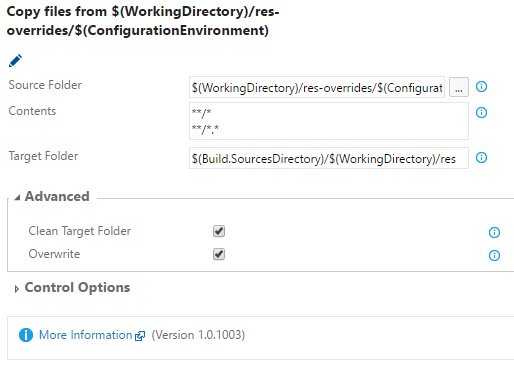 Copy files from $(WorkingDirectory)/res-
overrides/$(ConfigurationEnvironment)
Source Folder
$(WorkingDirectory)/res-overrides/$(Configurat
...
Contents
**/*
**/*.*
Target Folder
$(Build.SourcesDirectory)/$(WorkingDirectory)/res
Advanced
Clean Target Folder
Overwrite
Control Options
More Information (Version 1.0.1003)